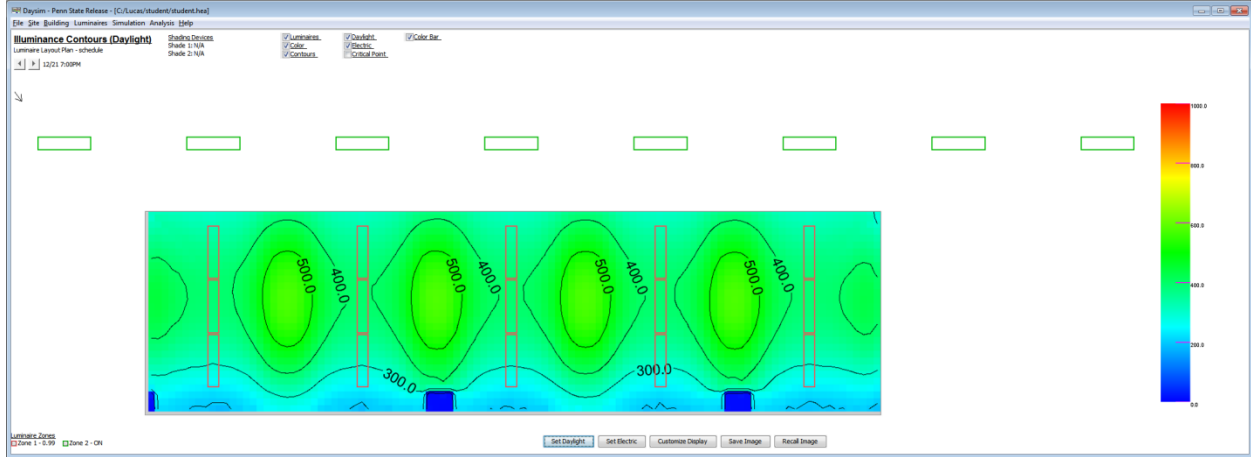 Daysim - Penn State Release - [C:/Lucas/student/student.hea]
File Site Building Luminaires Simulation Analysis Help
Illuminance Contours (Daylight)
Luminaire Layout Plan - schedule
12/21 7:00PM
Shading Devices
Shade 1: N/A
Shade 2: N/A
Luminaires Daylight Color Bar
Color Electric
Contours Critical Point
1000.0
800.0
600.0
400.0
200.0
0.0
500.0 400.0 500.0 400.0 500.0 400.0 500.0 400.0
300.0 300.0
Luminaire Zones
Zone 1 - 0.99 Zone 2 - ON
Set Daylight Set Electric Customize Display Save Image Recall Image